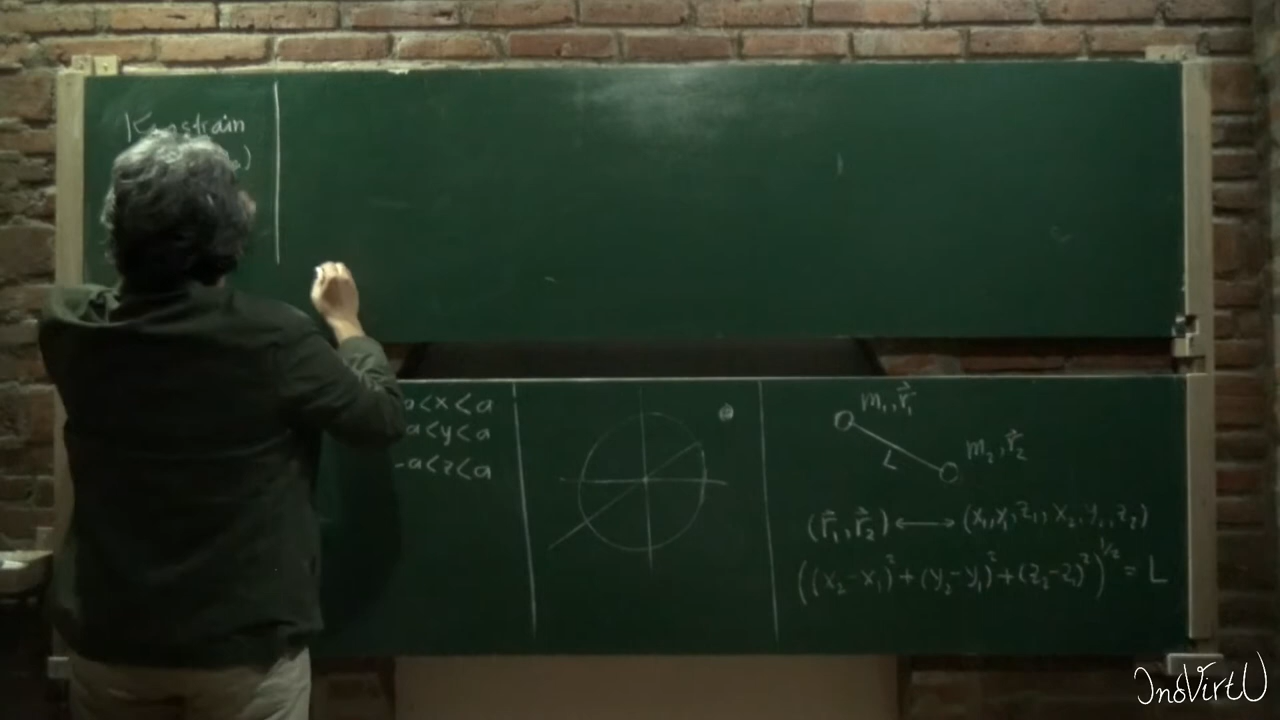 a<x<a
a<y<a
-a<z<a
m₁, r⃗₁
L
m₂, r⃗₂
(r⃗₁, r⃗₂) ⟷ (x₁, y₁, z₁, x₂, y₂, z₂)
((x₂-x₁)² + (y₂-y₁)² + (z₂-z₁)²)^1/2 = L
InoVirtU